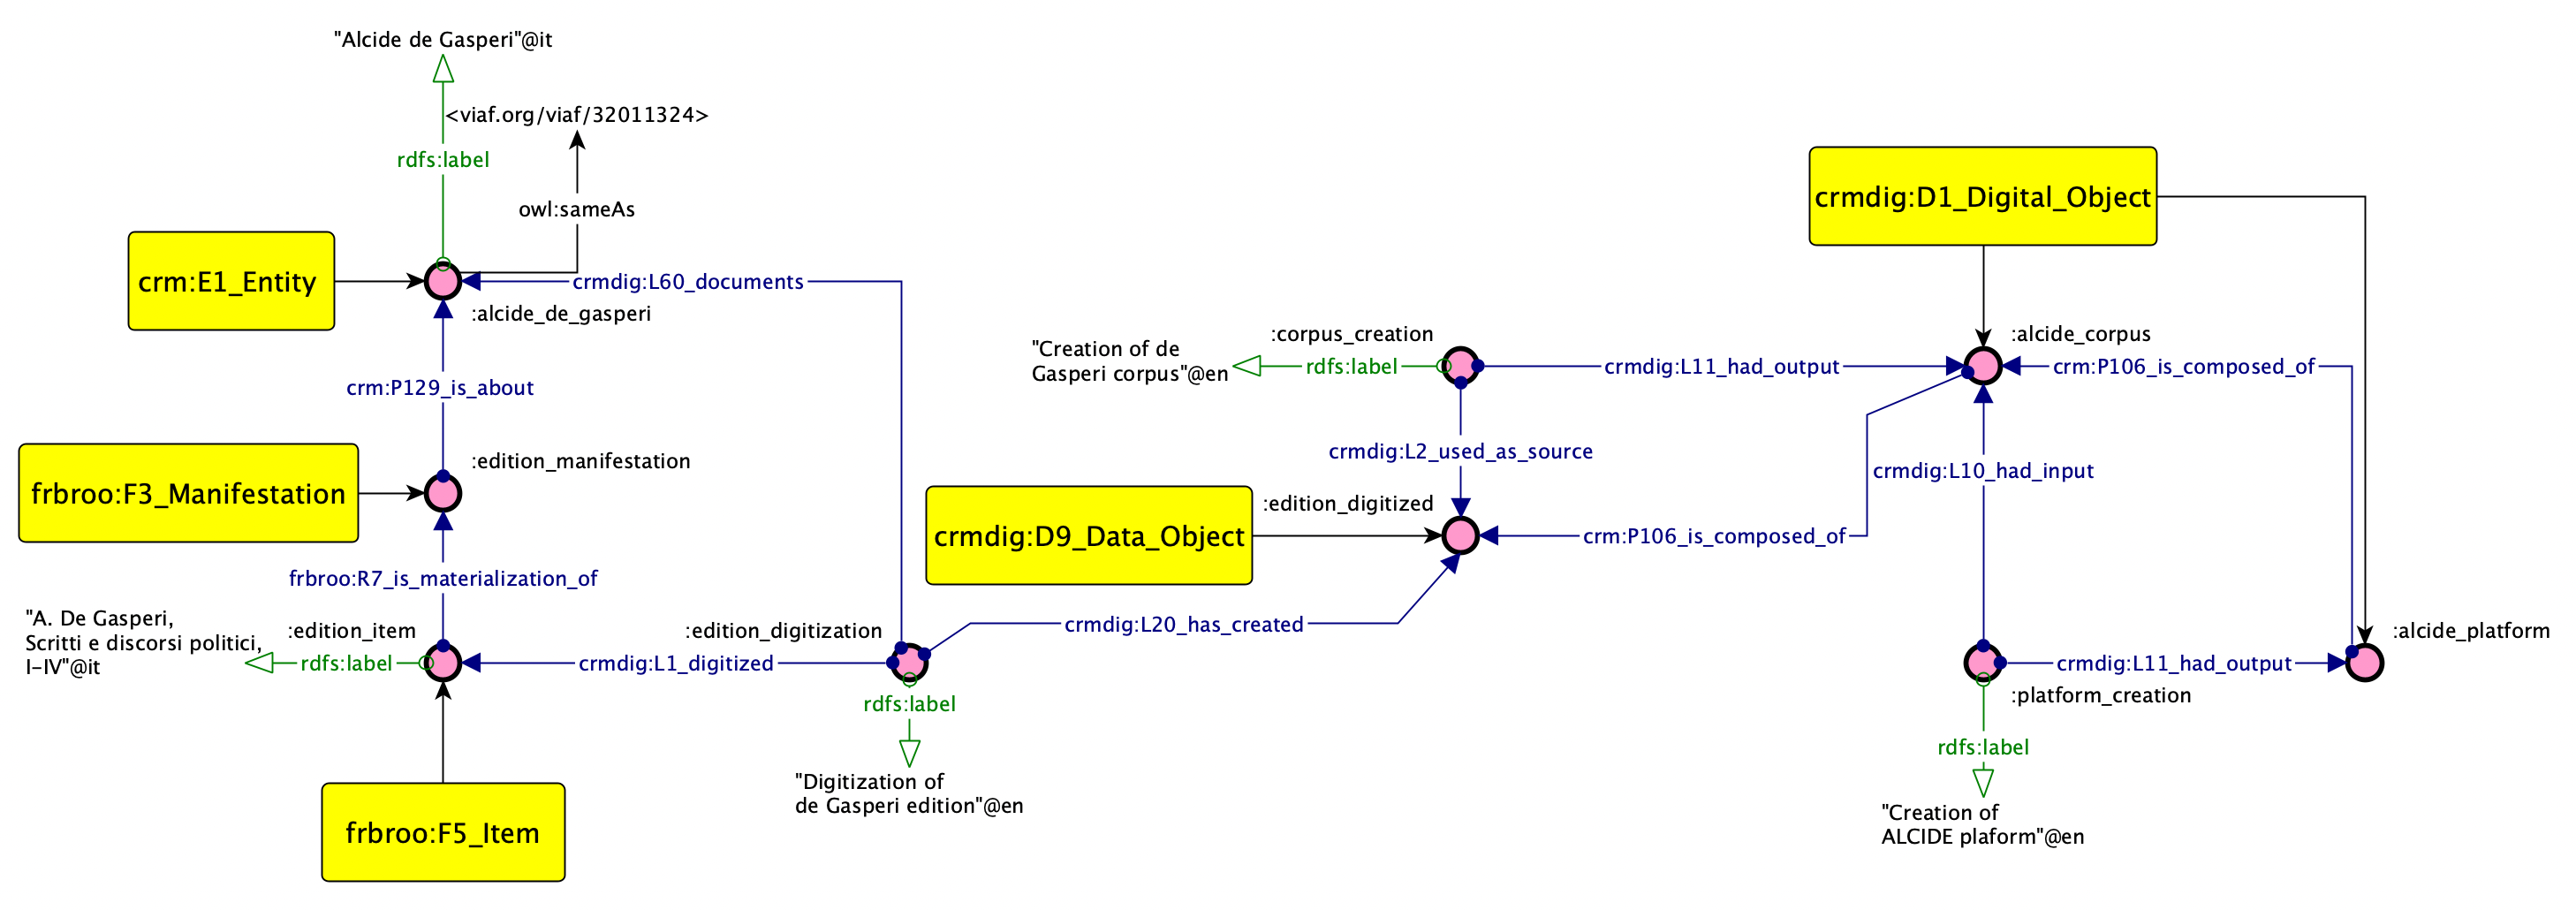 "Alcide de Gasperi"@it
<viaf.org/viaf/32011324>
rdfs:label
owl:sameAs
crm:E1_Entity
crmdig:L60_documents
:alcide_de_gasperi
crm:P129_is_about
:edition_manifestation
frbroo:F3_Manifestation
frbroo:R7_is_materialization_of
"A. De Gasperi,
Scritti e discorsi politici,
I-IV"@it
:edition_item
rdfs:label
crmdig:L1_digitized
:edition_digitization
frbroo:F5_Item
rdfs:label
"Digitization of
de Gasperi edition"@en
crmdig:L20_has_created
:corpus_creation
"Creation of de
Gasperi corpus"@en
rdfs:label
crmdig:L11_had_output
crmdig:L2_used_as_source
:edition_digitized
crmdig:D9_Data_Object
crm:P106_is_composed_of
crmdig:D1_Digital_Object
:alcide_corpus
crm:P106_is_composed_of
crmdig:L10_had_input
:alcide_platform
crmdig:L11_had_output
:platform_creation
rdfs:label
"Creation of
ALCIDE plaform"@en